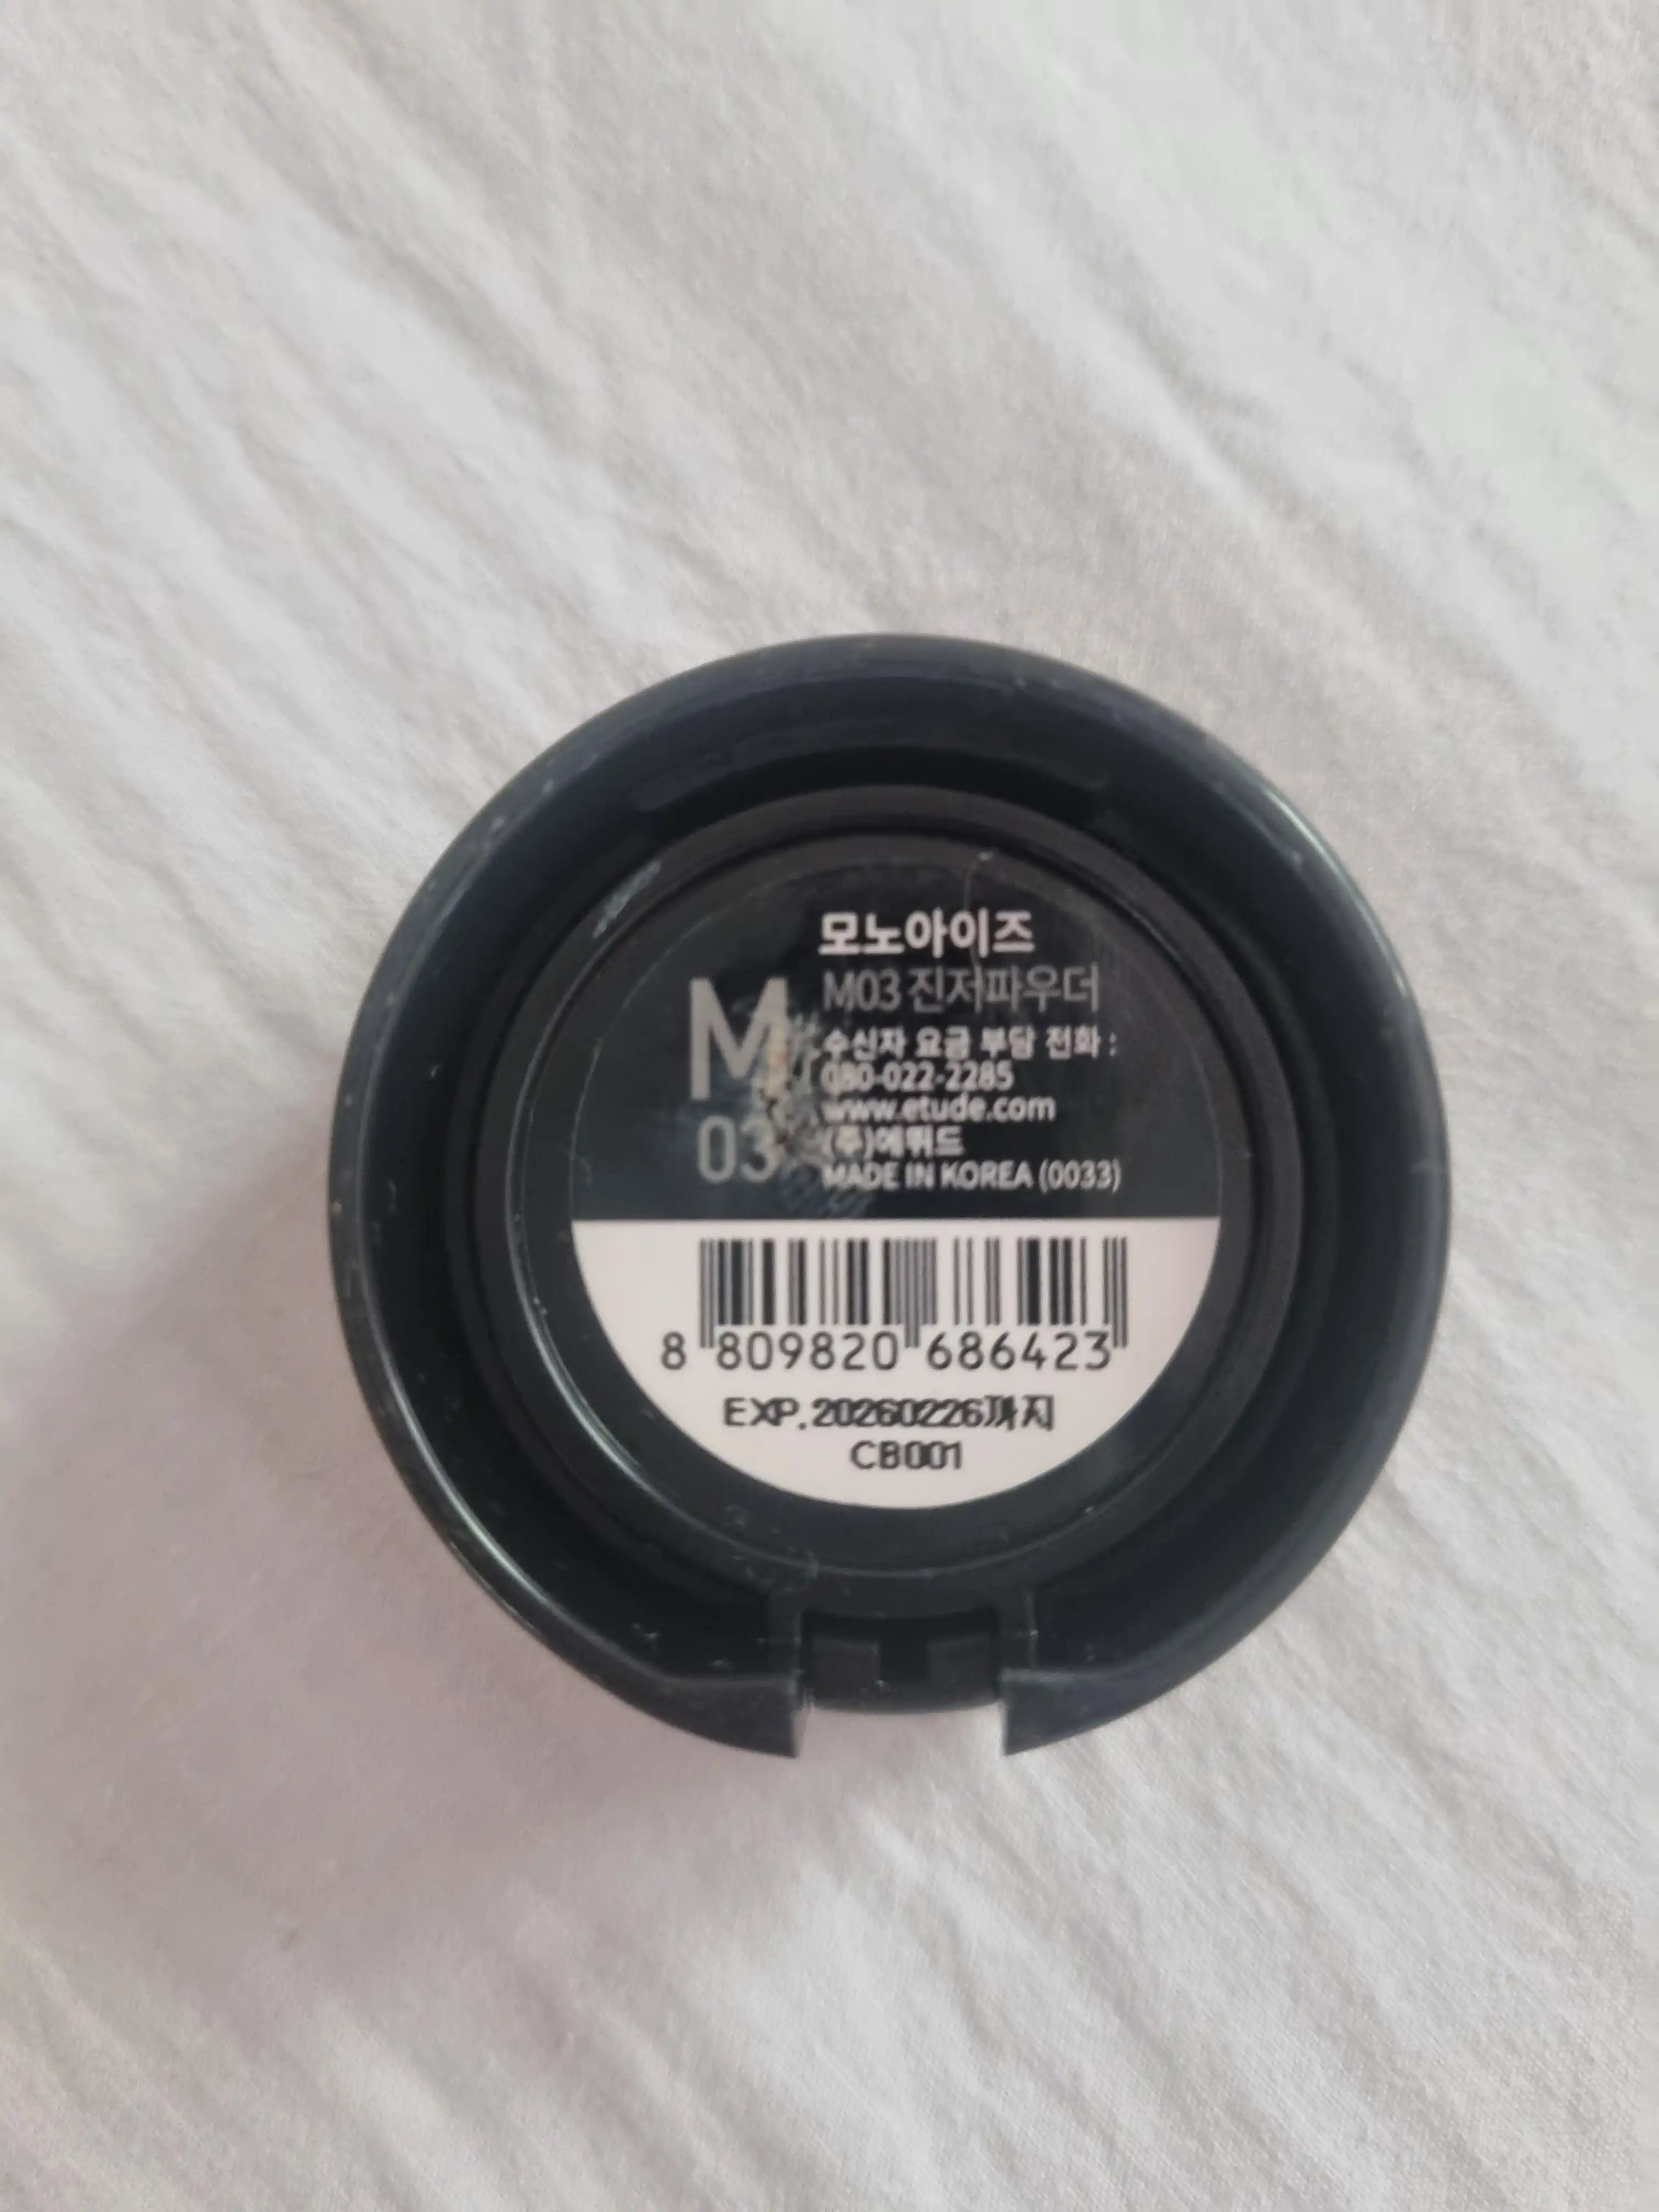 모노아이즈
M03 진저파우더
M
03
수신자 요금 부담 전화 :
080-022-2285
www.etude.com
(주)에뛰드
MADE IN KOREA (0033)
8 809820 686423
EXP.20260226까지
CB001